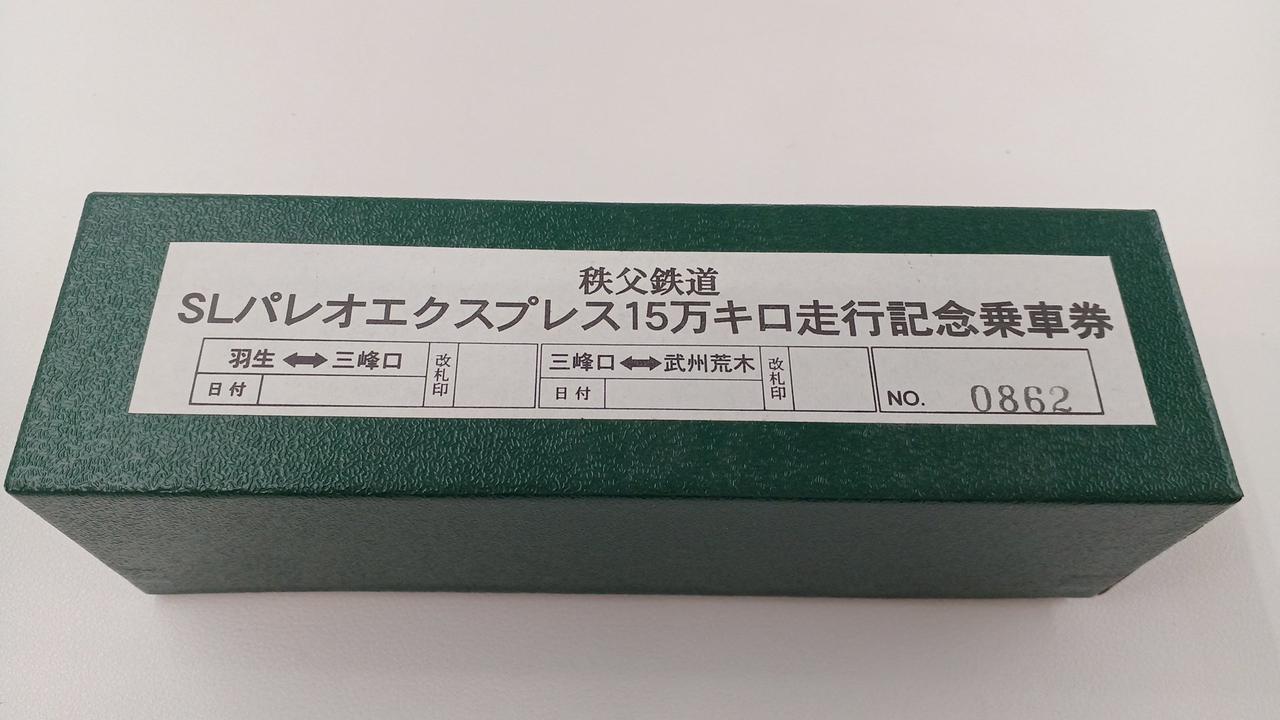 秩父鉄道
SLパレオエクスプレス15万キロ走行記念乗車券
羽生 ⟷ 三峰口
日付
改札印
三峰口 ⟷ 武州荒木
日付
改札印
NO. 0862